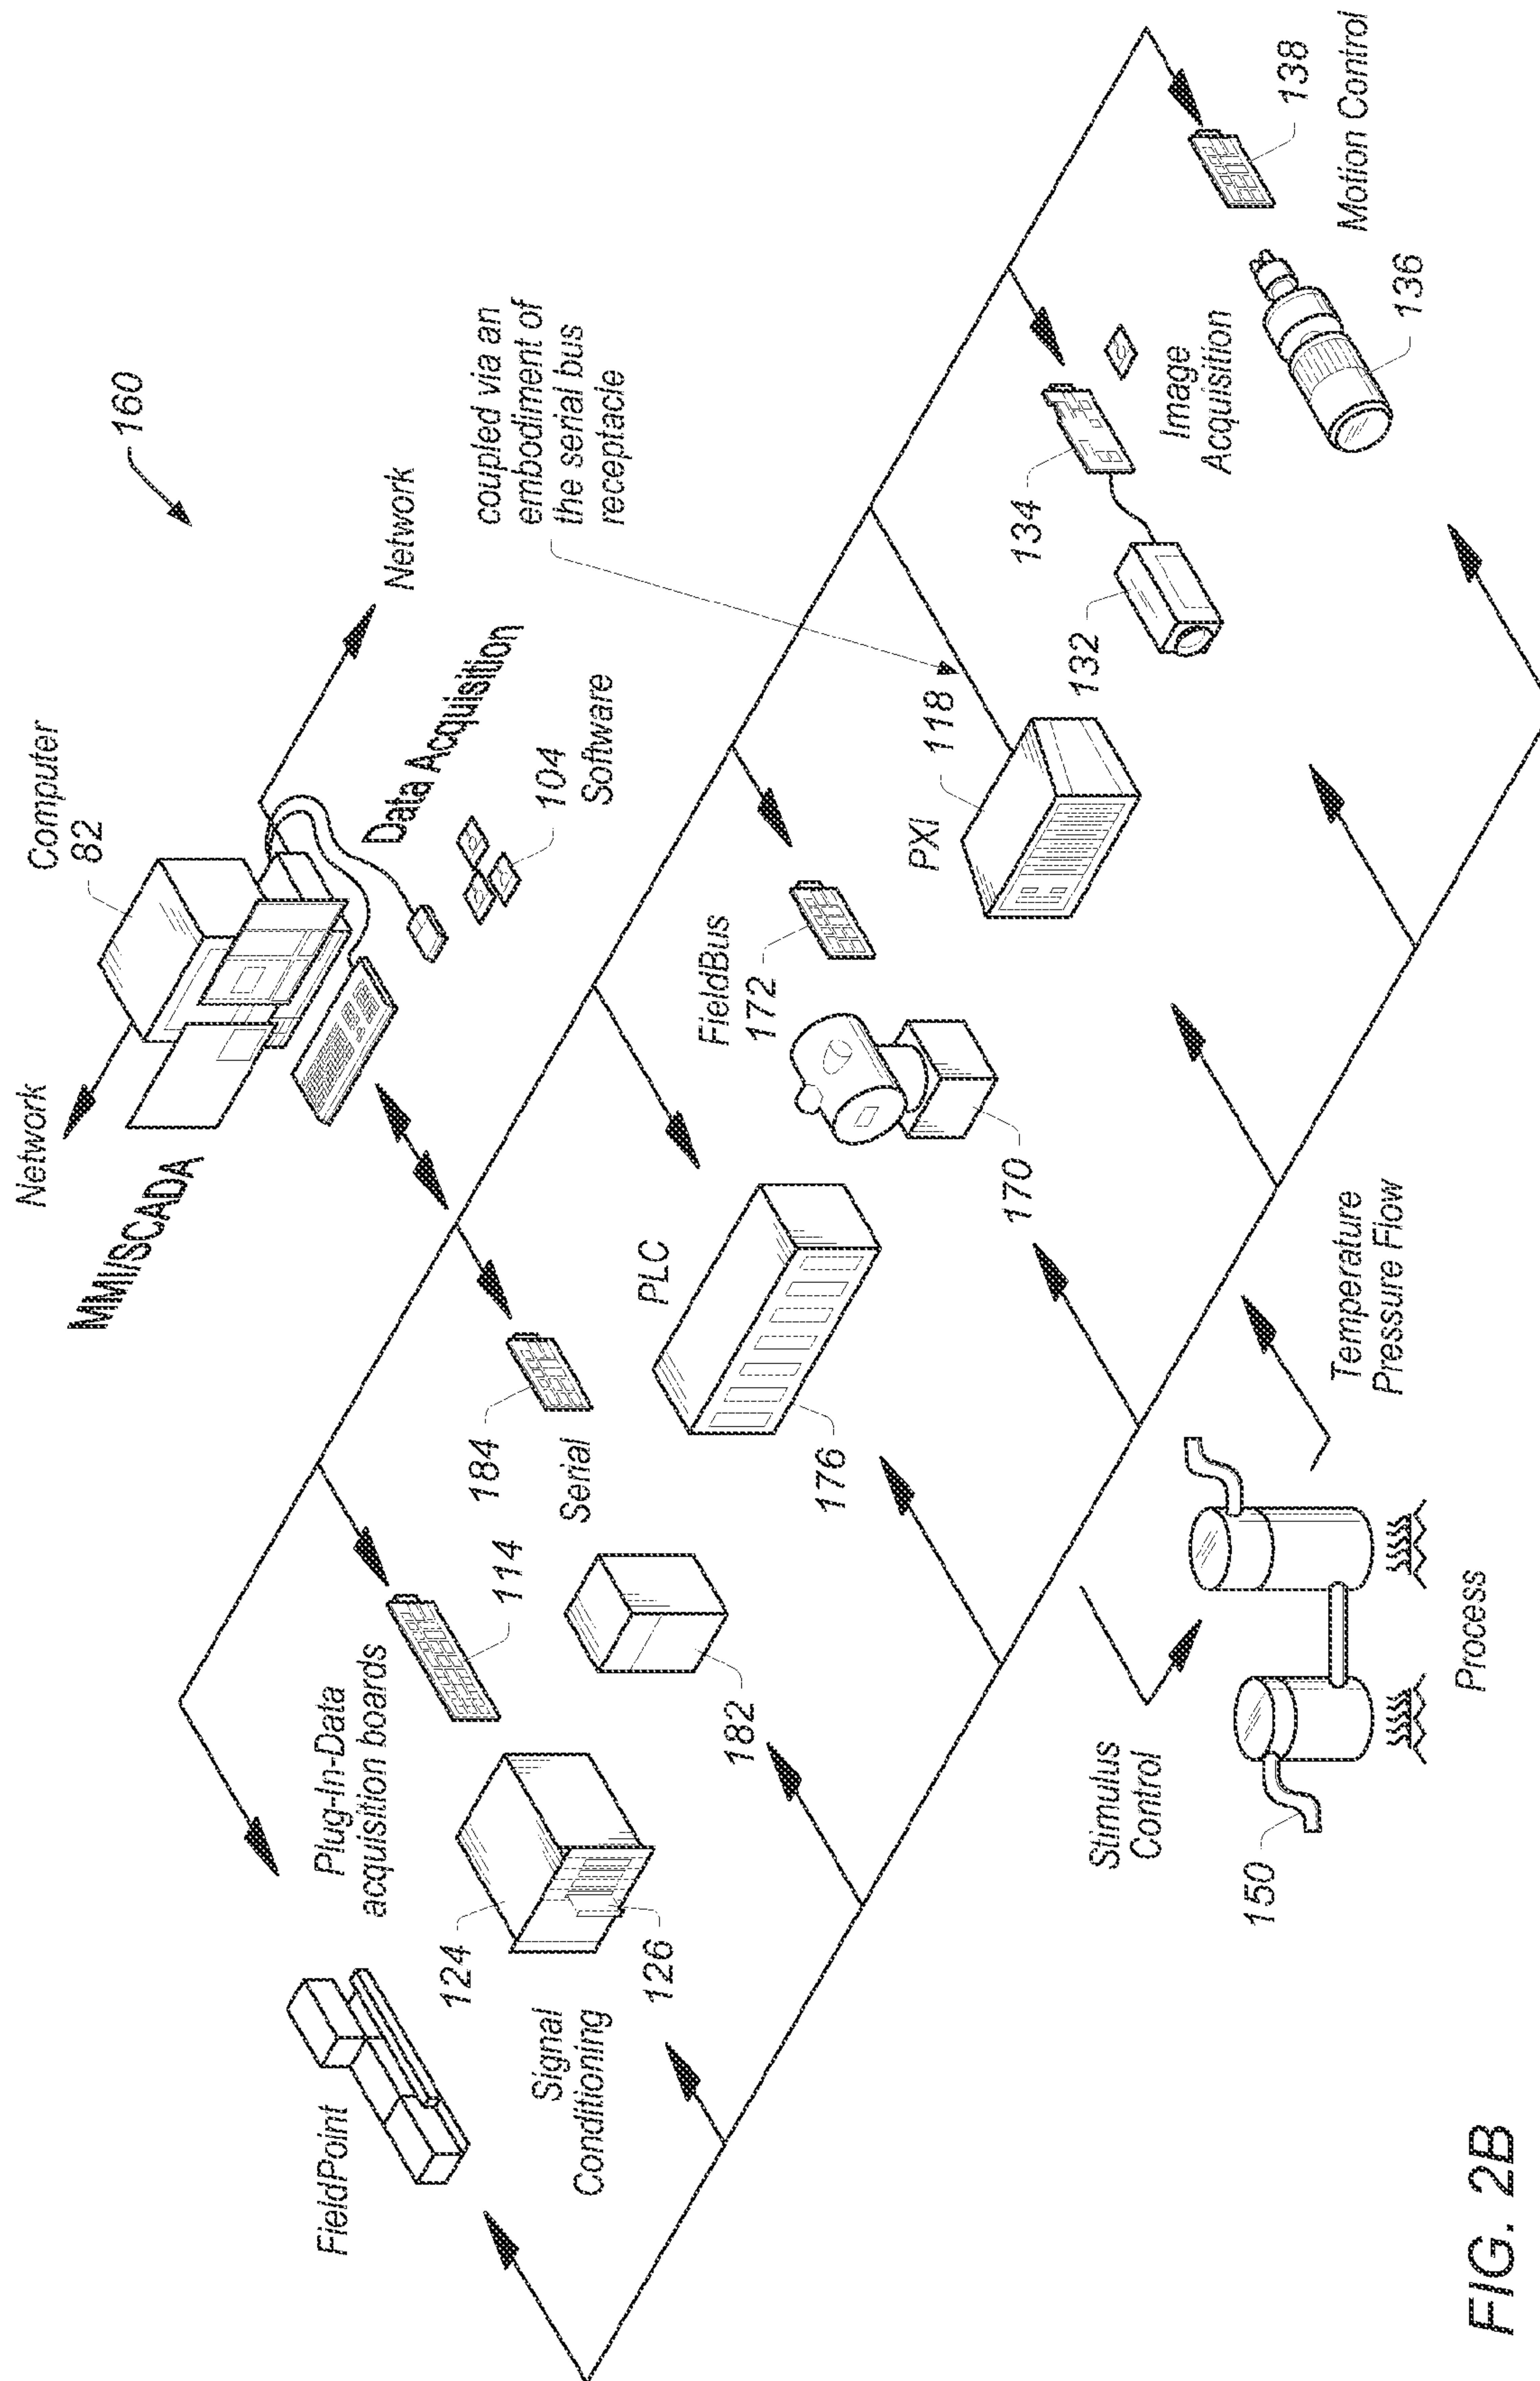 160
Network
Computer
82
MMI/SCADA
Network
Data Acquisition
104
Software
coupled via an
embodiment of
the serial bus
receptacle
FieldPoint
Plug-In-Data
acquisition boards
114
124
126
Signal
Conditioning
184
Serial
182
PLC
176
FieldBus
172
170
PXI
118
134
132
Image
Acquisition
138
Motion Control
136
Stimulus
Control
150
Process
Temperature
Pressure Flow
FIG. 2B